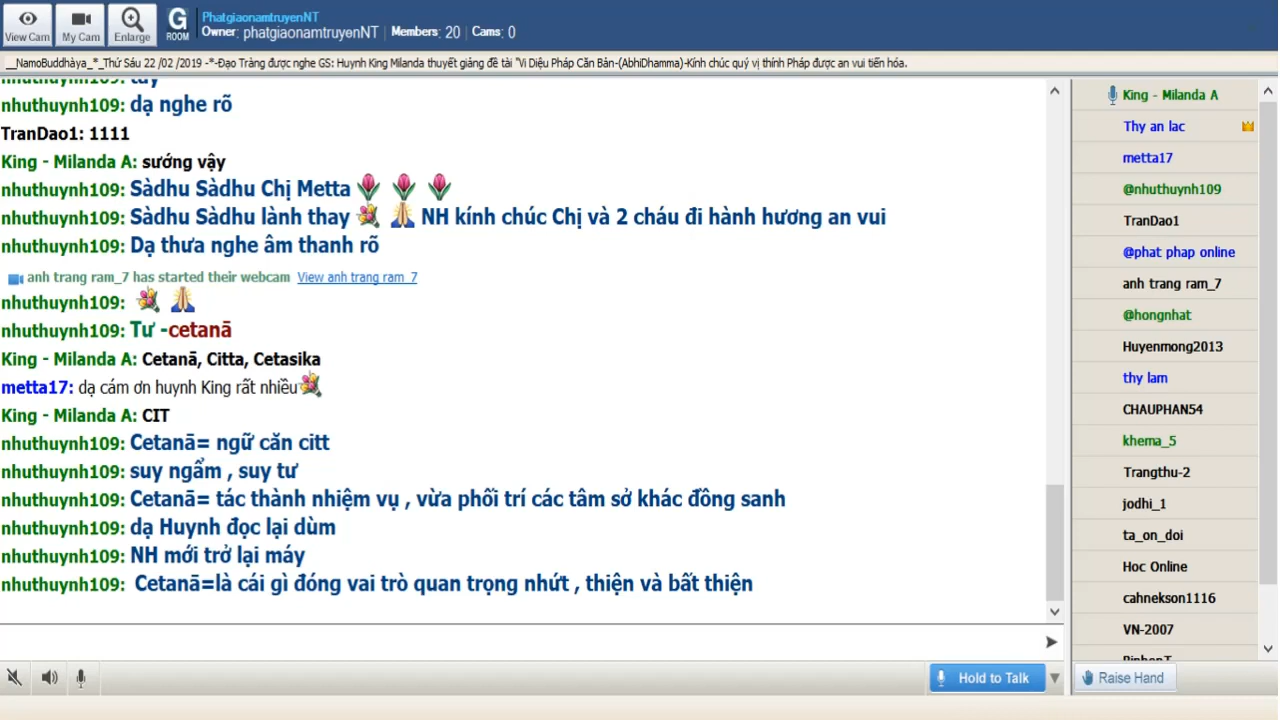 View Cam
My Cam
Enlarge
G
ROOM
PhatgiaonamtruyenNT
Owner: phatgiaonamtruyenNT | Members: 20 | Cams: 0
__NamoBuddhàya_*_Thứ Sáu 22 /02 /2019 -*-Đạo Tràng được nghe GS: Huynh King Milanda thuyết giảng đề tài "Vi Diệu Pháp Căn Bản-(AbhiDhamma)-Kính chúc quý vị thính Pháp được an vui tiến hóa.
nhuthuynh109: dạ nghe rõ
TranDao1: 1111
King - Milanda A: sướng vậy
nhuthuynh109: Sàdhu Sàdhu Chị Metta
nhuthuynh109: Sàdhu Sàdhu lành thay NH kính chúc Chị và 2 cháu đi hành hương an vui
nhuthuynh109: Dạ thưa nghe âm thanh rõ
anh trang ram_7 has started their webcam View anh trang ram_7
nhuthuynh109:
nhuthuynh109: Tư -cetanā
King - Milanda A: Cetanā, Citta, Cetasika
metta17: dạ cám ơn huynh King rất nhiều
King - Milanda A: CIT
nhuthuynh109: Cetanā= ngữ căn citt
nhuthuynh109: suy ngẩm , suy tư
nhuthuynh109: Cetanā= tác thành nhiệm vụ , vừa phối trí các tâm sở khác đồng sanh
nhuthuynh109: dạ Huynh đọc lại dùm
nhuthuynh109: NH mới trở lại máy
nhuthuynh109: Cetanā=là cái gì đóng vai trò quan trọng nhứt , thiện và bất thiện
King - Milanda A
Thy an lac
metta17
@nhuthuynh109
TranDao1
@phat phap online
anh trang ram_7
@hongnhat
Huyenmong2013
thy lam
CHAUPHAN54
khema_5
Trangthu-2
jodhi_1
ta_on_doi
Hoc Online
cahnekson1116
VN-2007
Hold to Talk
Raise Hand